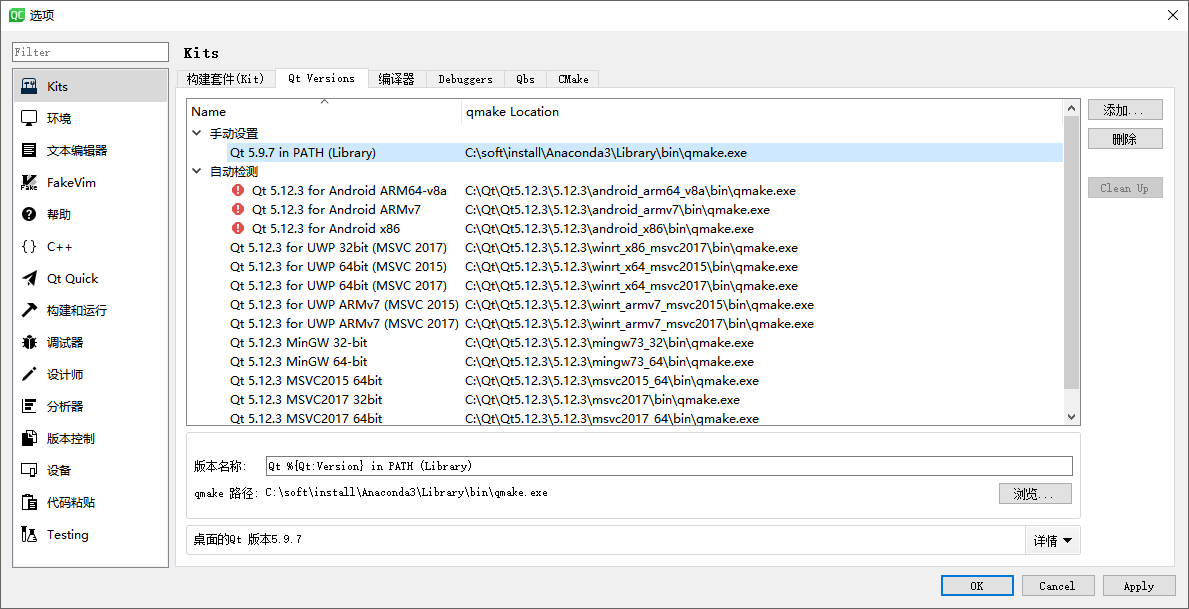 QC 选项
Filter
Kits
环境
文本编辑器
Fake FakeVim
帮助
{} C++
Qt Quick
构建和运行
调试器
设计师
分析器
版本控制
设备
代码粘贴
Testing
Kits
构建套件(Kit) Qt Versions 编译器 Debuggers Qbs CMake
Name qmake Location
手动设置
Qt 5.9.7 in PATH (Library) C:\soft\install\Anaconda3\Library\bin\qmake.exe
自动检测
Qt 5.12.3 for Android ARM64-v8a C:\Qt\Qt5.12.3\5.12.3\android_arm64_v8a\bin\qmake.exe
Qt 5.12.3 for Android ARMv7 C:\Qt\Qt5.12.3\5.12.3\android_armv7\bin\qmake.exe
Qt 5.12.3 for Android x86 C:\Qt\Qt5.12.3\5.12.3\android_x86\bin\qmake.exe
Qt 5.12.3 for UWP 32bit (MSVC 2017) C:\Qt\Qt5.12.3\5.12.3\winrt_x86_msvc2017\bin\qmake.exe
Qt 5.12.3 for UWP 64bit (MSVC 2015) C:\Qt\Qt5.12.3\5.12.3\winrt_x64_msvc2015\bin\qmake.exe
Qt 5.12.3 for UWP 64bit (MSVC 2017) C:\Qt\Qt5.12.3\5.12.3\winrt_x64_msvc2017\bin\qmake.exe
Qt 5.12.3 for UWP ARMv7 (MSVC 2015) C:\Qt\Qt5.12.3\5.12.3\winrt_armv7_msvc2015\bin\qmake.exe
Qt 5.12.3 for UWP ARMv7 (MSVC 2017) C:\Qt\Qt5.12.3\5.12.3\winrt_armv7_msvc2017\bin\qmake.exe
Qt 5.12.3 MinGW 32-bit C:\Qt\Qt5.12.3\5.12.3\mingw73_32\bin\qmake.exe
Qt 5.12.3 MinGW 64-bit C:\Qt\Qt5.12.3\5.12.3\mingw73_64\bin\qmake.exe
Qt 5.12.3 MSVC2015 64bit C:\Qt\Qt5.12.3\5.12.3\msvc2015_64\bin\qmake.exe
Qt 5.12.3 MSVC2017 32bit C:\Qt\Qt5.12.3\5.12.3\msvc2017\bin\qmake.exe
Qt 5.12.3 MSVC2017 64bit C:\Qt\Qt5.12.3\5.12.3\msvc2017_64\bin\qmake.exe
添加...
删除
Clean Up
版本名称: Qt %{Qt:Version} in PATH (Library)
qmake 路径: C:\soft\install\Anaconda3\Library\bin\qmake.exe 浏览...
桌面的Qt 版本5.9.7 详情
OK Cancel Apply